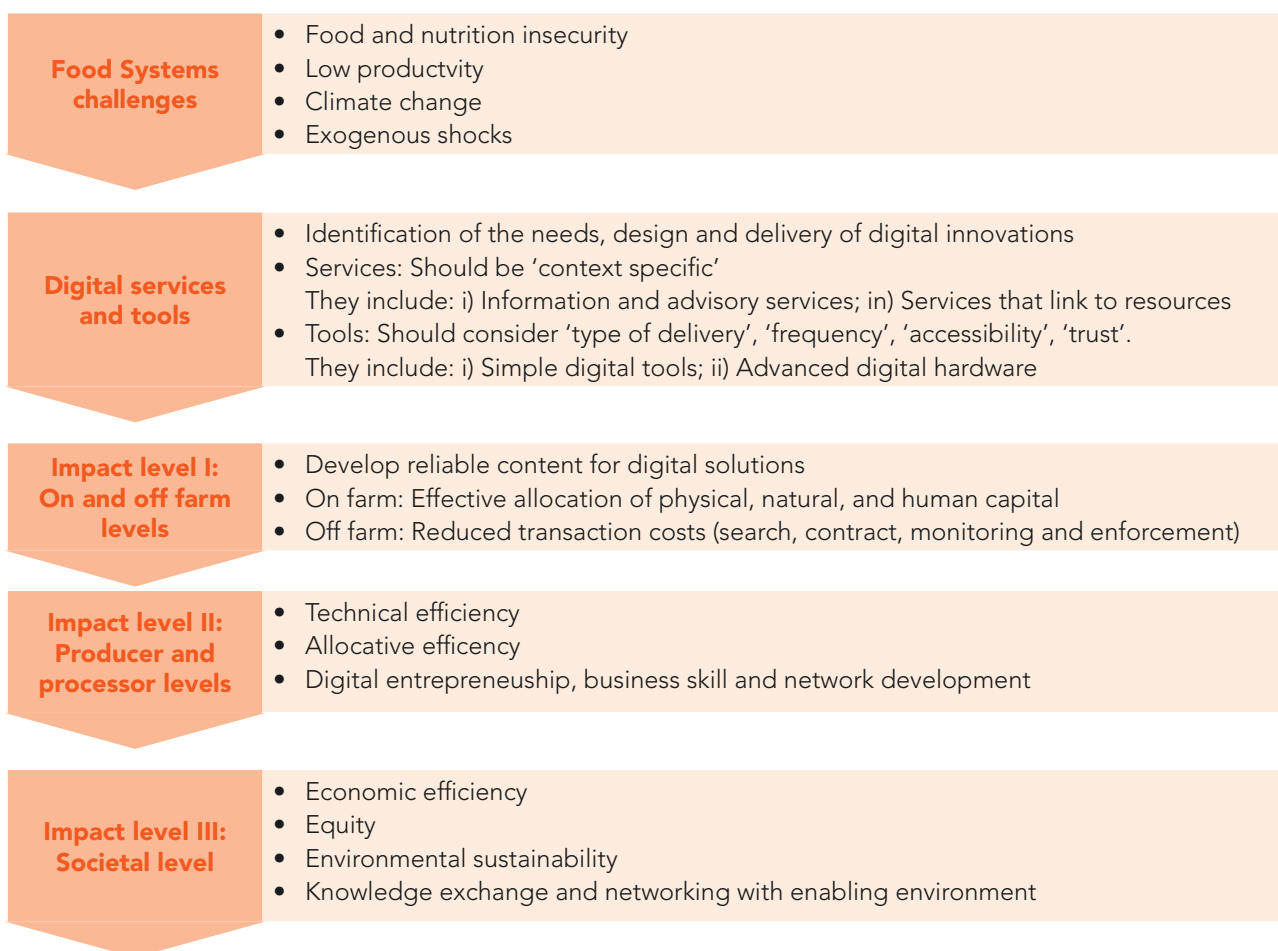 Food Systems
challenges
• Food and nutrition insecurity
• Low productvity
• Climate change
• Exogenous shocks
Digital services
and tools
• Identification of the needs, design and delivery of digital innovations
• Services: Should be ‘context specific’
They include: i) Information and advisory services; in) Services that link to resources
• Tools: Should consider ‘type of delivery’, ‘frequency’, ‘accessibility’, ‘trust’.
They include: i) Simple digital tools; ii) Advanced digital hardware
Impact level I:
On and off farm
levels
• Develop reliable content for digital solutions
• On farm: Effective allocation of physical, natural, and human capital
• Off farm: Reduced transaction costs (search, contract, monitoring and enforcement)
Impact level II:
Producer and
processor levels
• Technical efficiency
• Allocative efficency
• Digital entrepreneuship, business skill and network development
Impact level III:
Societal level
• Economic efficiency
• Equity
• Environmental sustainability
• Knowledge exchange and networking with enabling environment